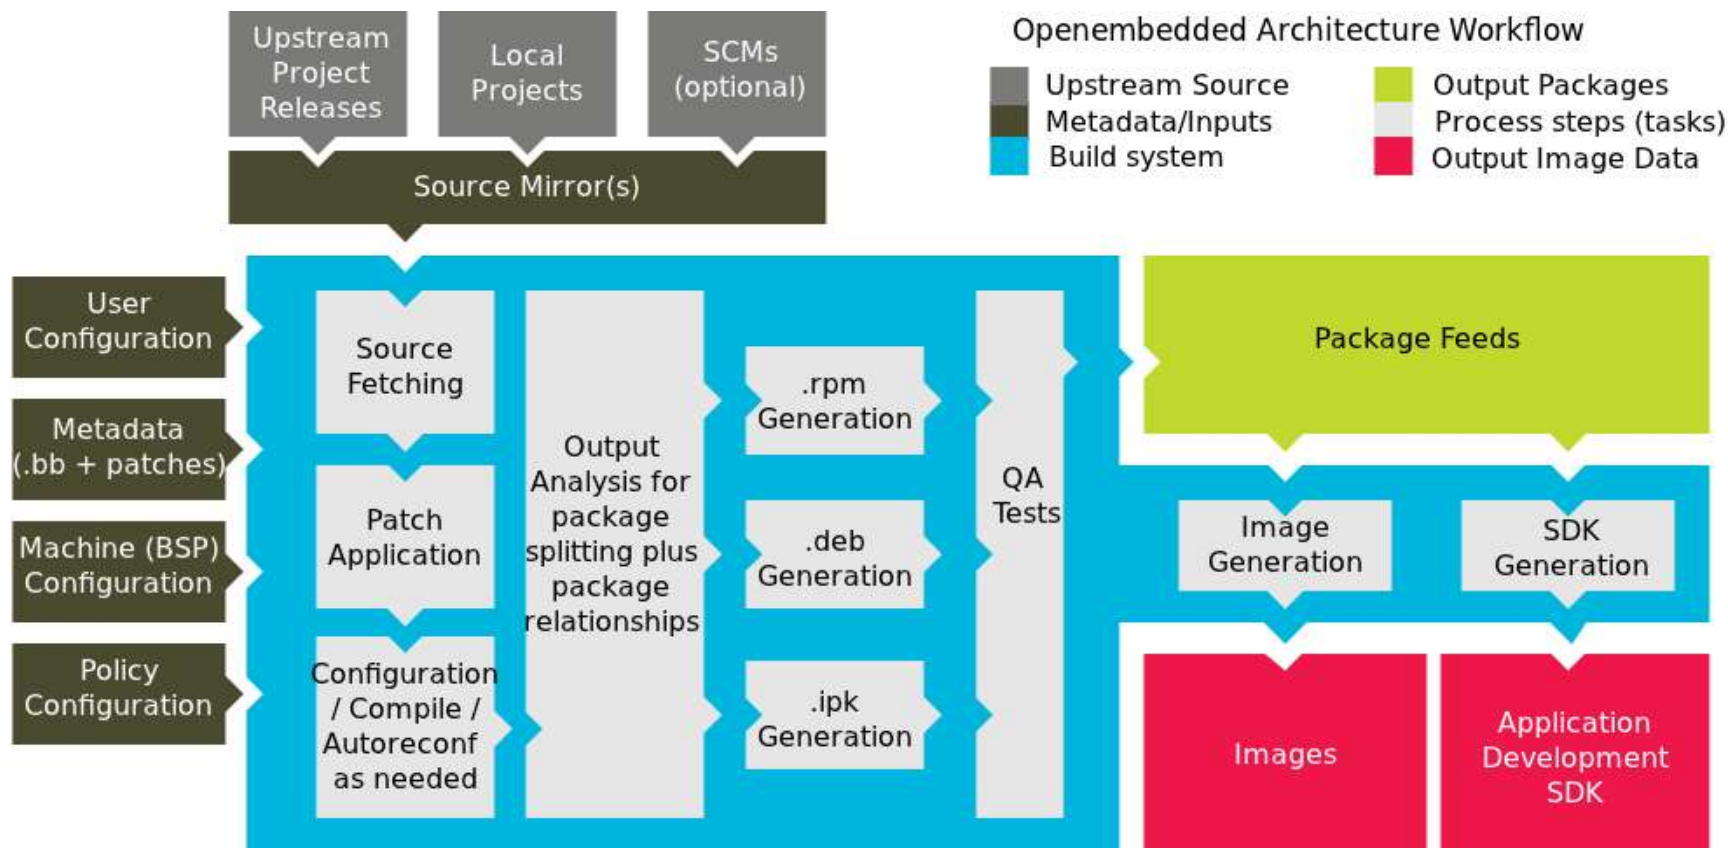 Openembedded Architecture Workflow
Upstream Source
Metadata/Inputs
Build system
Output Packages
Process steps (tasks)
Output Image Data
Upstream
Project
Releases
Local
Projects
SCMs
(optional)
Source Mirror(s)
User
Configuration
Metadata
(.bb + patches)
Machine (BSP)
Configuration
Policy
Configuration
Source
Fetching
Patch
Application
Configuration
/ Compile /
Autoreconf
as needed
Output
Analysis for
package
splitting plus
package
relationships
.rpm
Generation
.deb
Generation
.ipk
Generation
QA
Tests
Package Feeds
Image
Generation
SDK
Generation
Images
Application
Development
SDK